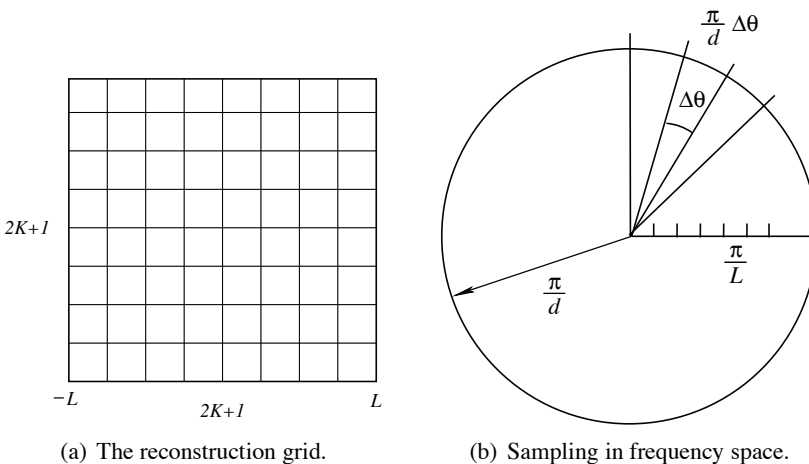 2K+1
−L
2K+1
L
(a) The reconstruction grid.
π/d Δθ
Δθ
π/L
π/d
(b) Sampling in frequency space.